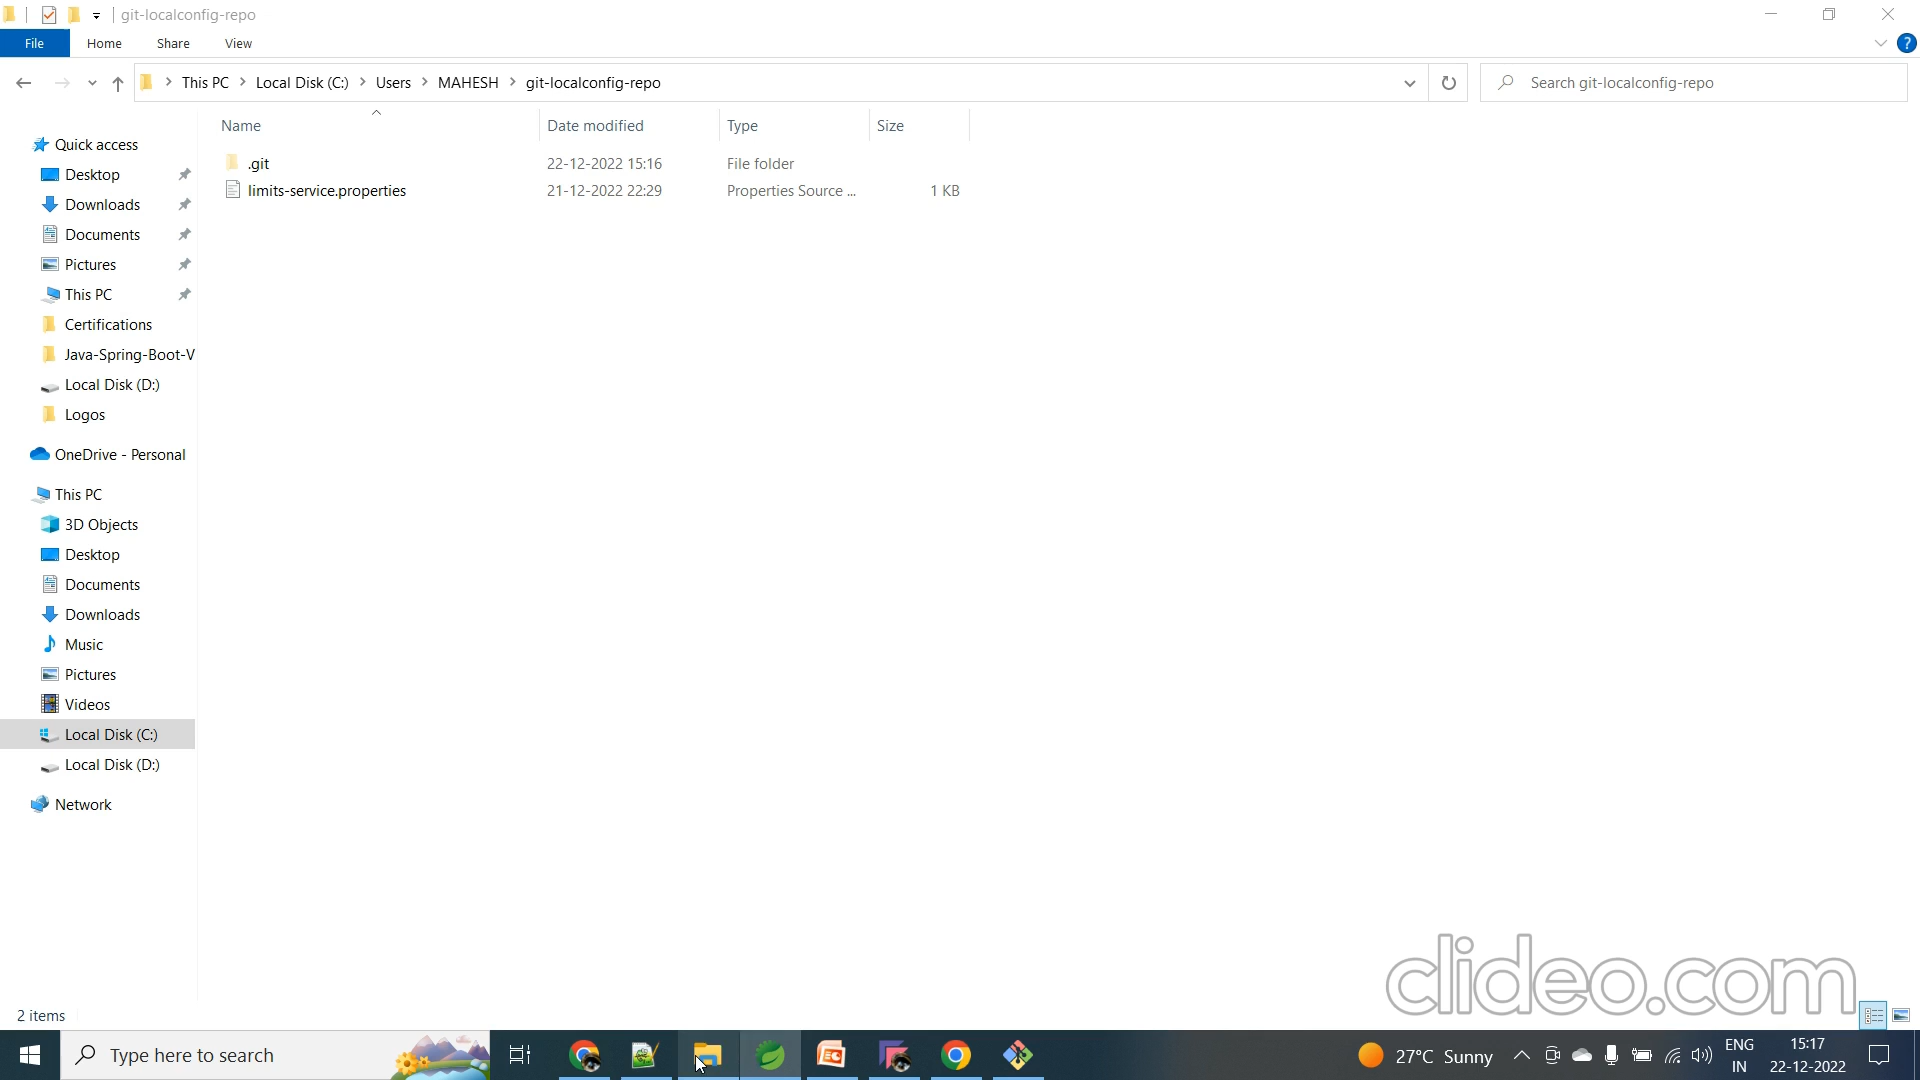 git-localconfig-repo
File Home Share View
This PC Local Disk (C:) Users MAHESH git-localconfig-repo
Search git-localconfig-repo
Name Date modified Type Size
.git 22-12-2022 15:16 File folder
limits-service.properties 21-12-2022 22:29 Properties Source ... 1 KB
Quick access
Desktop
Downloads
Documents
Pictures
This PC
Certifications
Java-Spring-Boot-V
Local Disk (D:)
Logos
OneDrive - Personal
This PC
3D Objects
Desktop
Documents
Downloads
Music
Pictures
Videos
Local Disk (C:)
Local Disk (D:)
Network
clideo.com
2 items
Type here to search
27°C Sunny
ENG
IN
15:17
22-12-2022